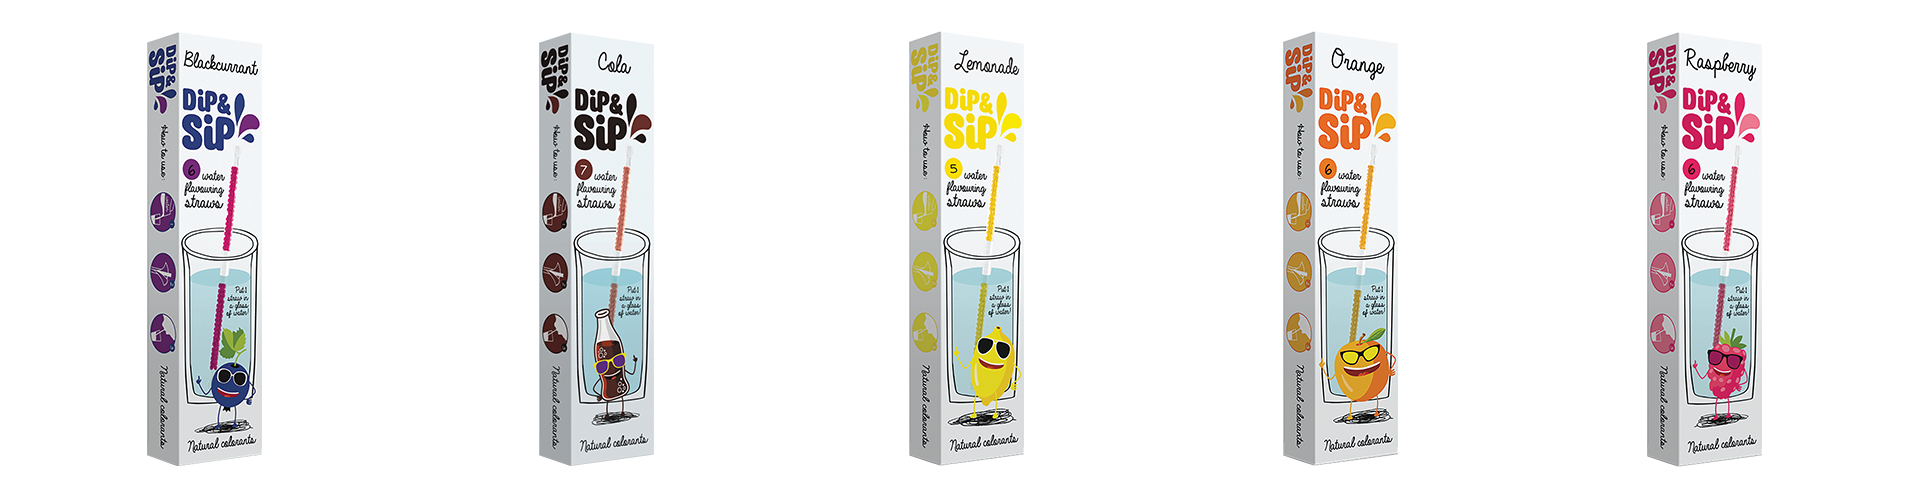 Dip&
Sip
How to use :
Natural colorants
Blackcurrant
Dip&
Sip
6 water
flavouring
straws
Put 1
straw in
a glass
of water!
Natural colorants
Dip&
Sip
How to use :
Natural colorants
Cola
Dip&
Sip
7 water
flavouring
straws
Put 1
straw in
a glass
of water!
Natural colorants
Dip&
Sip
How to use :
Natural colorants
Lemonade
Dip&
Sip
5 water
flavouring
straws
Put 1
straw in
a glass
of water!
Natural colorants
Dip&
Sip
How to use :
Natural colorants
Orange
Dip&
Sip
6 water
flavouring
straws
Put 1
straw in
a glass
of water!
Natural colorants
Dip&
Sip
How to use :
Natural colorants
Raspberry
Dip&
Sip
6 water
flavouring
straws
Put 1
straw in
a glass
of water!
Natural colorants